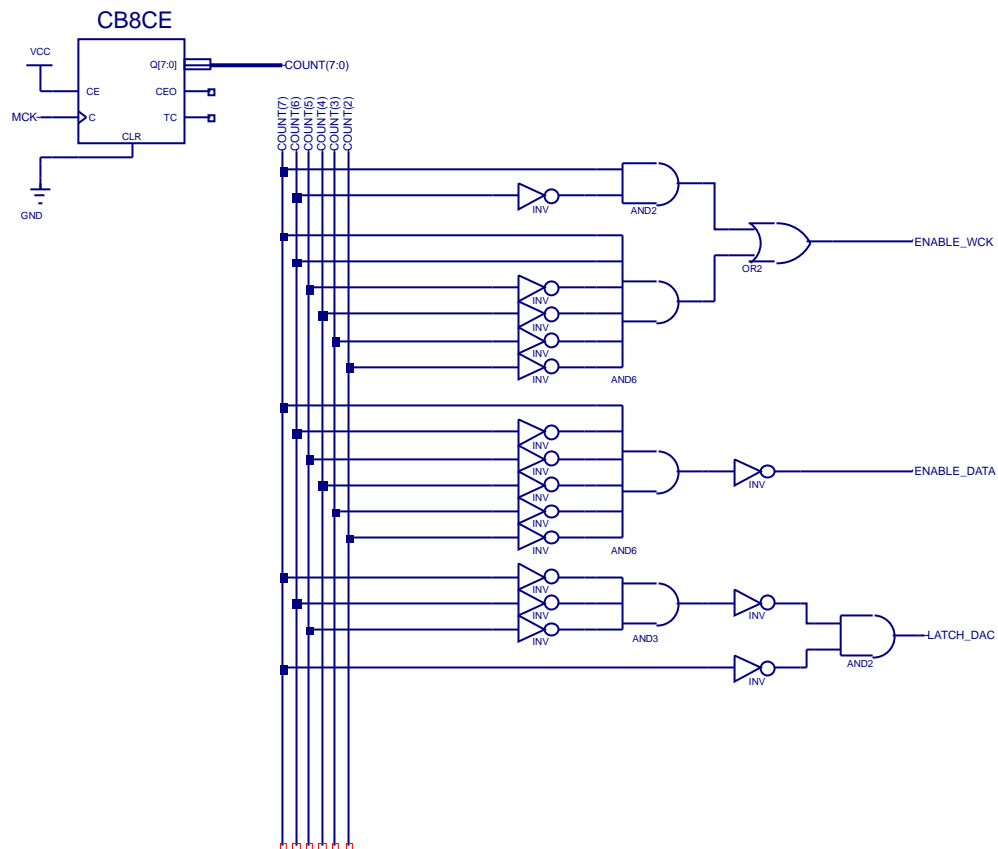 CB8CE
VCC
Q[7:0]
COUNT(7:0)
CE
CEO
MCK
C
TC
CLR
GND
COUNT(7)
COUNT(6)
COUNT(5)
COUNT(4)
COUNT(3)
COUNT(2)
INV
AND2
OR2
ENABLE_WCK
INV
INV
INV
INV
AND6
INV
INV
INV
INV
INV
AND6
INV
ENABLE_DATA
INV
INV
INV
AND3
INV
INV
AND2
LATCH_DAC